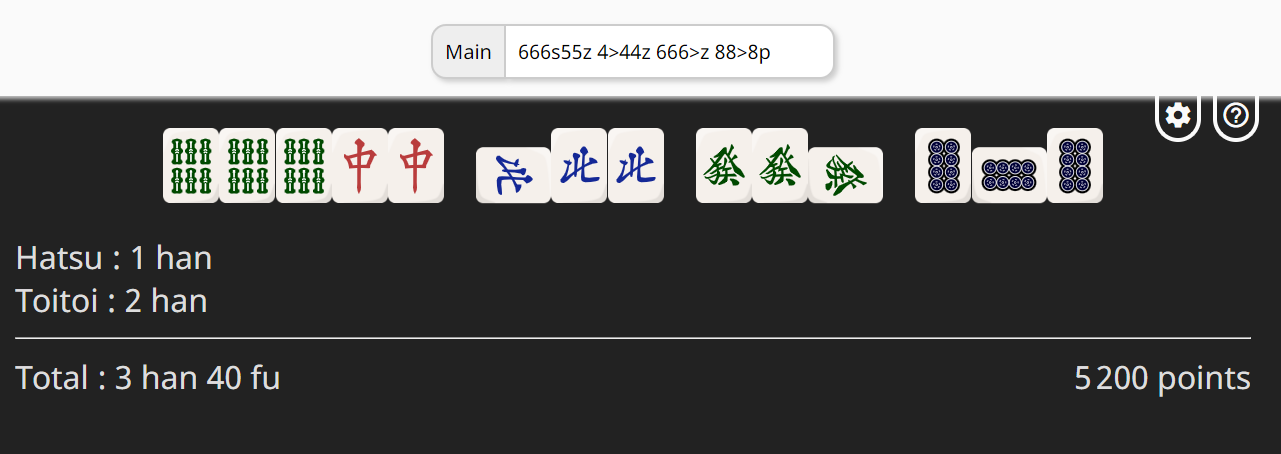 Main 666s55z 4>44z 666>z 88>8p
中 中 北 北 北 發 發 發
Hatsu : 1 han
Toitoi : 2 han
Total : 3 han 40 fu 5 200 points